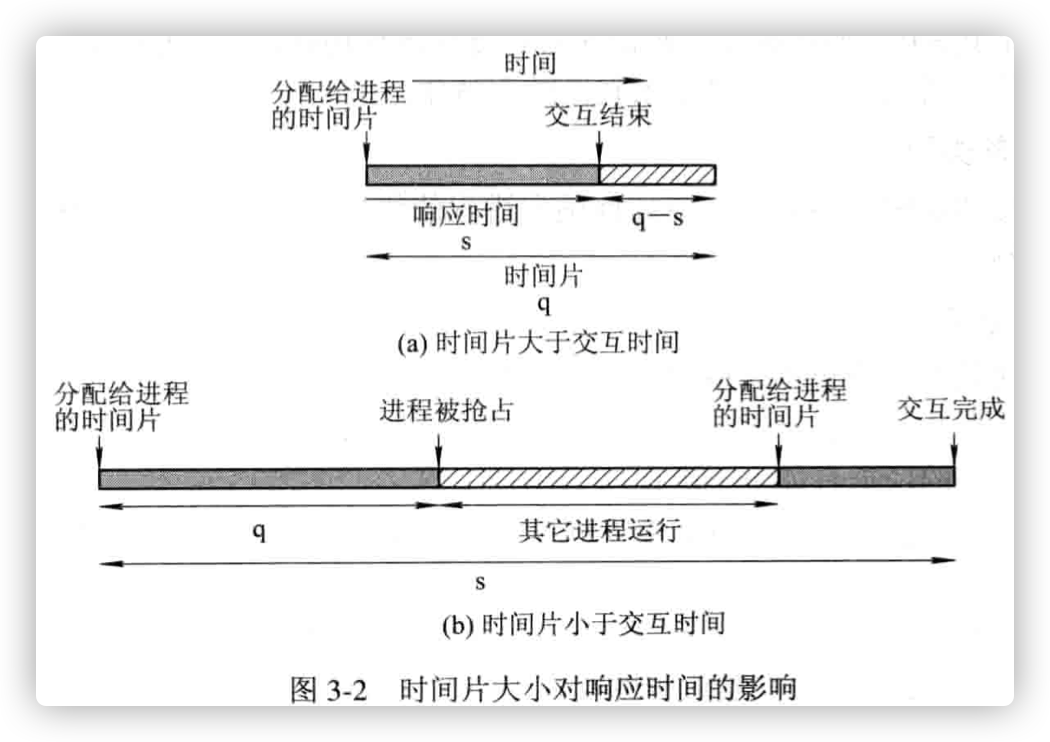 时间
分配给进程
的时间片
交互结束
响应时间
s
q－s
时间片
q
(a) 时间片大于交互时间
分配给进程
的时间片
进程被抢占
分配给进程
的时间片
交互完成
q
其它进程运行
s
(b) 时间片小于交互时间
图 3-2 时间片大小对响应时间的影响